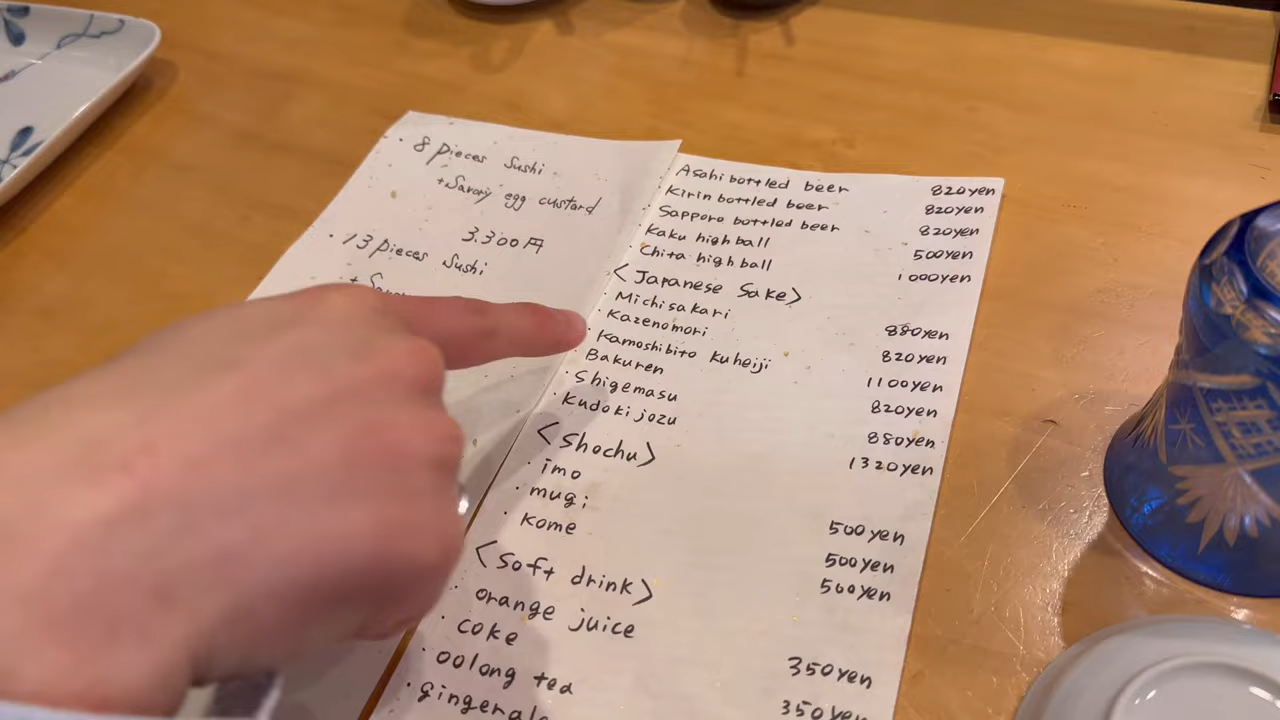 · 8 pieces Sushi
+Savory egg custard
3.300円
· 13 pieces Sushi
+
Asahi bottled beer 820yen
· Kirin bottled beer 820yen
· Sapporo bottled beer 820yen
· Kaku high ball 500yen
· Chita high ball 1000yen
<Japanese Sake>
· Michisakari 880yen
· Kazenomori 820yen
· Kamoshibito Kuheiji 1100yen
· Bakuren 820yen
· Shigemasu 880yen
· Kudoki jozu 1320yen
<Shochu>
· imo 500yen
· mugi 500yen
· Kome 500yen
<Soft drink>
· orange juice 350yen
· coke 350yen
· oolong tea